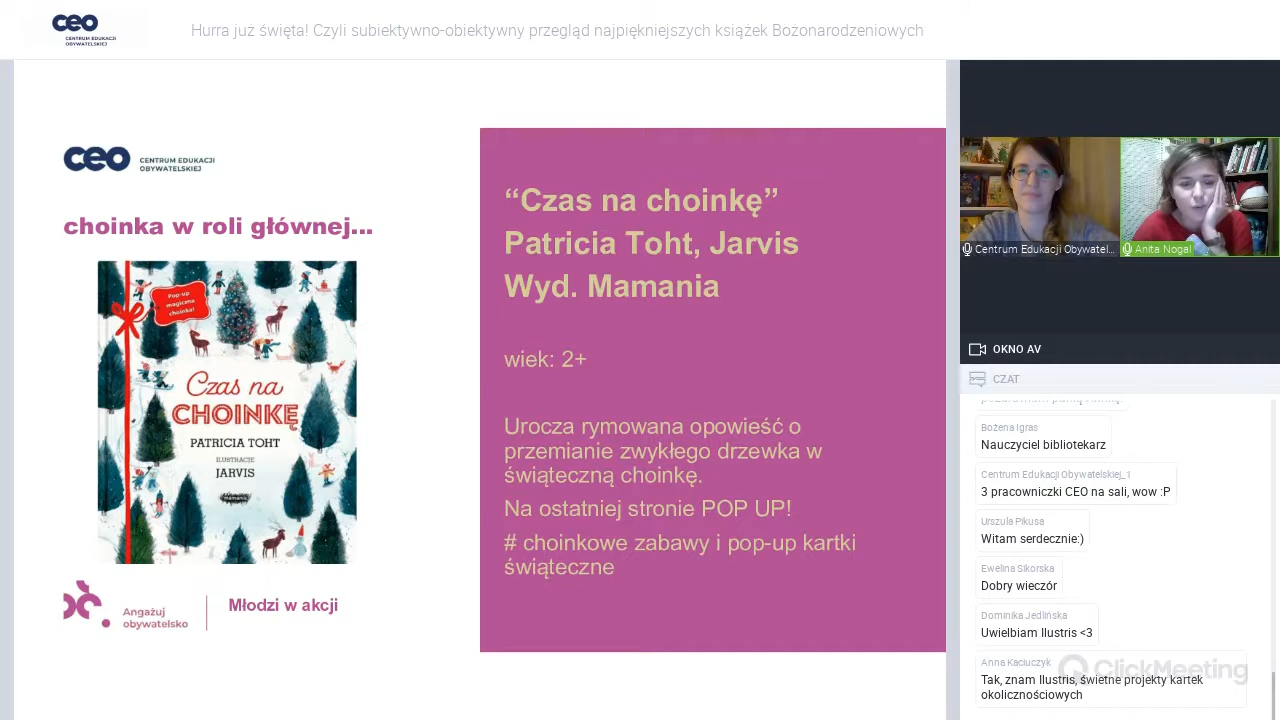 ceo
CENTRUM EDUKACJI
OBYWATELSKIEJ
Hurra już święta! Czyli subiektywno-obiektywny przegląd najpiękniejszych książek Bożonarodzeniowych
ceo
CENTRUM EDUKACJI
OBYWATELSKIEJ
choinka w roli głównej...
Pop-up
magiczna
choinka!
Czas na
CHOINKĘ
PATRICIA TOHT
ILUSTRACJE
JARVIS
mamania
Angażuj
obywatelsko
Młodzi w akcji
“Czas na choinkę”
Patricia Toht, Jarvis
Wyd. Mamania
wiek: 2+
Urocza rymowana opowieść o
przemianie zwykłego drzewka w
świąteczną choinkę.
Na ostatniej stronie POP UP!
# choinkowe zabawy i pop-up kartki
świąteczne
Centrum Edukacji Obywatel...
Anita Nogal
OKNO AV
CZAT
Bożena Igras
Nauczyciel bibliotekarz
Centrum Edukacji Obywatelskiej_1
3 pracowniczki CEO na sali, wow :P
Urszula Pikusa
Witam serdecznie:)
Ewelina Sikorska
Dobry wieczór
Dominika Jedlińska
Uwielbiam Ilustris <3
Anna Kaciuczyk
Tak, znam Ilustris, świetne projekty kartek
okolicznościowych
ClickMeeting